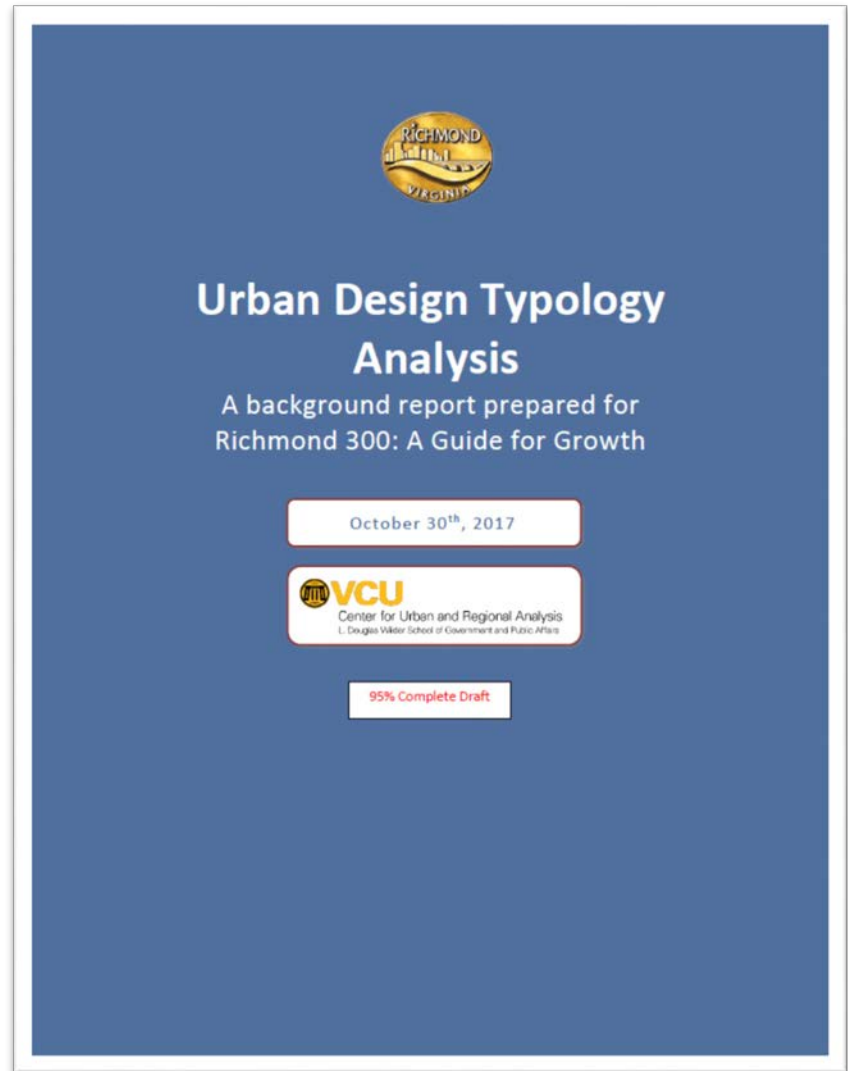 RICHMOND
VIRGINIA
Urban Design Typology
Analysis
A background report prepared for
Richmond 300: A Guide for Growth
October 30th, 2017
VCU
Center for Urban and Regional Analysis
L. Douglas Wilder School of Government and Public Affairs
95% Complete Draft